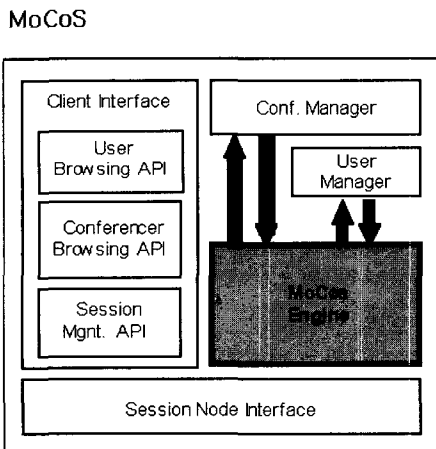 MoCoS
Client Interface
User
Browsing API
Conferencer
Browsing API
Session
Mgnt. API
Conf. Manager
User
Manager
MoCos
Engine
Session Node Interface